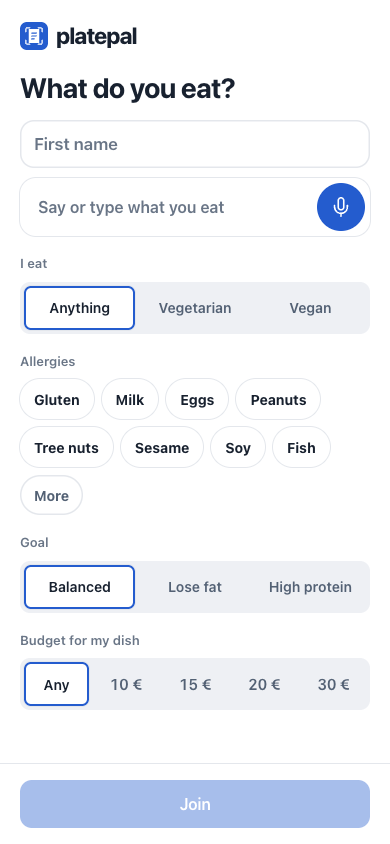 platepal
What do you eat?
First name
Say or type what you eat
I eat
Anything Vegetarian Vegan
Allergies
Gluten Milk Eggs Peanuts
Tree nuts Sesame Soy Fish
More
Goal
Balanced Lose fat High protein
Budget for my dish
Any 10 € 15 € 20 € 30 €
Join